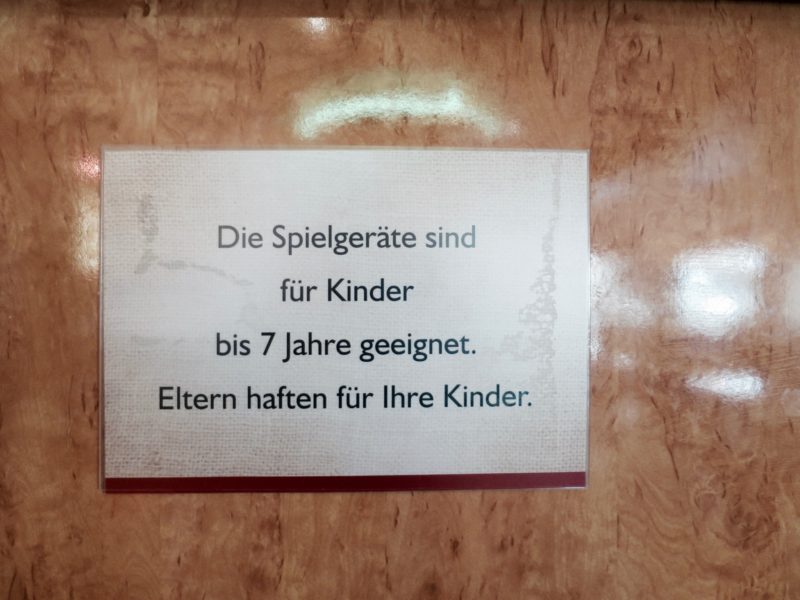 Die Spielgeräte sind
für Kinder
bis 7 Jahre geeignet.
Eltern haften für Ihre Kinder.